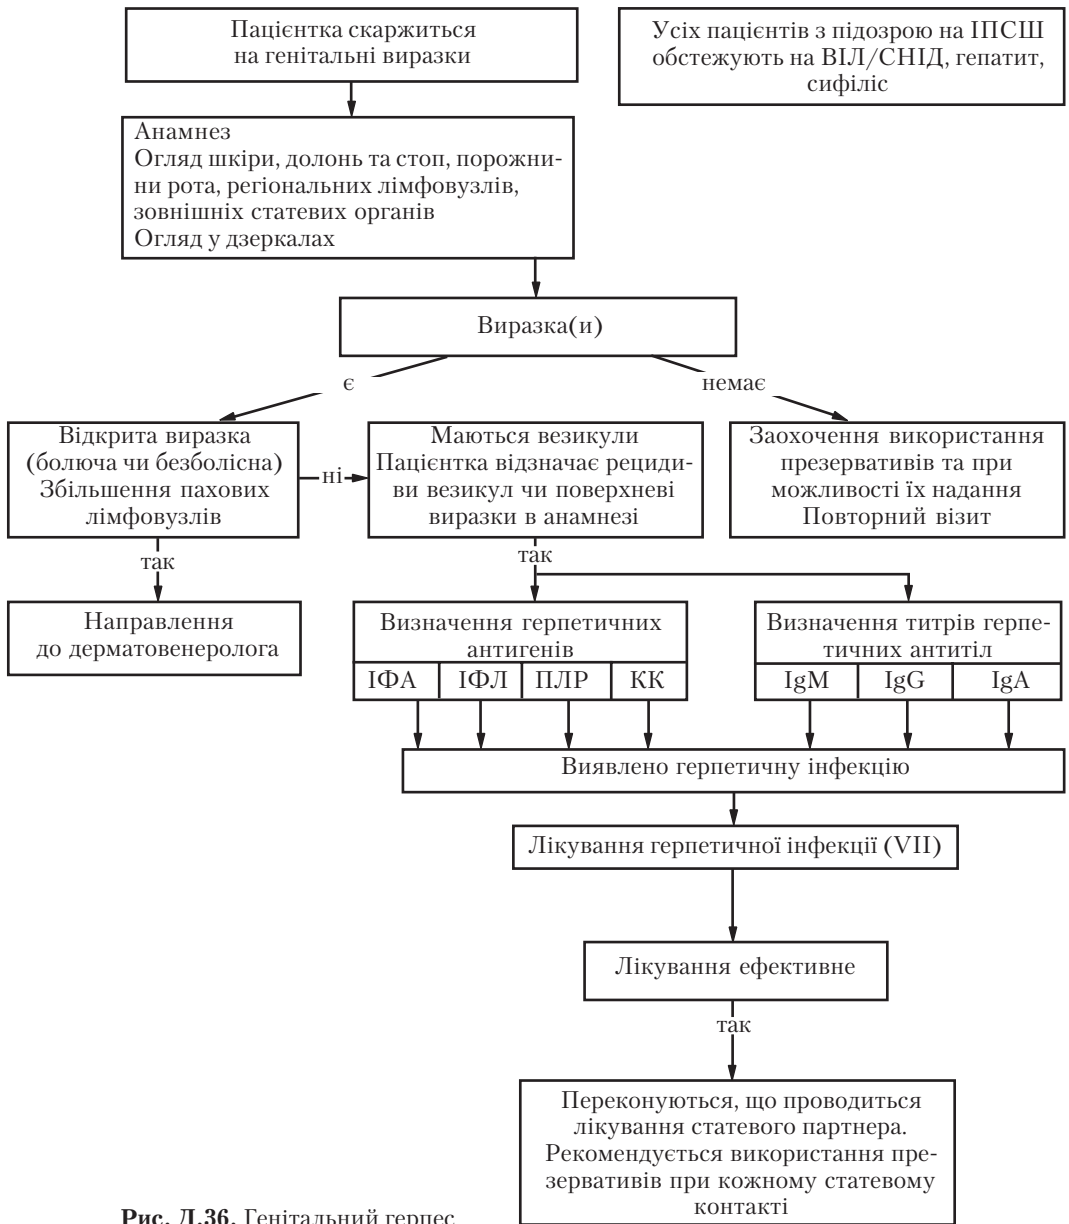 Пацієнтка скаржиться
на генітальні виразки
Усіх пацієнтів з підозрою на ІПСШ
обстежують на ВІЛ/СНІД, гепатит,
сифіліс
Анамнез
Огляд шкіри, долонь та стоп, порожни-
ни рота, регіональних лімфовузлів,
зовнішніх статевих органів
Огляд у дзеркалах
Виразка(и)
є
немає
Відкрита виразка
(болюча чи безболісна)
Збільшення пахових
лімфовузлів
ні
Маються везикули
Пацієнтка відзначає рециди-
ви везикул чи поверхневі
виразки в анамнезі
Заохочення використання
презервативів та при
можливості їх надання
Повторний візит
так
так
Направлення
до дерматовенеролога
Визначення герпетичних
антигенів
ІФА ІФЛ ПЛР КК
Визначення титрів герпе-
тичних антитіл
IgM IgG IgA
Виявлено герпетичну інфекцію
Лікування герпетичної інфекції (VII)
Лікування ефективне
так
Переконуються, що проводиться
лікування статевого партнера.
Рекомендується використання пре-
зервативів при кожному статевому
контакті
Рис. Д.36. Генітальний герпес